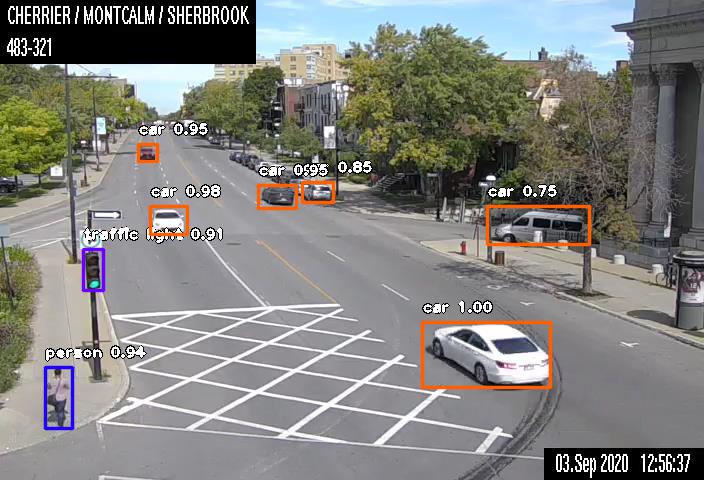 CHERRIER / MONTCALM / SHERBROOK
483-321
car 0.95
car 0.95
0.85
car 0.98
car 0.75
traffic light 0.91
car 1.00
person 0.94
03.Sep 2020 12:56:37